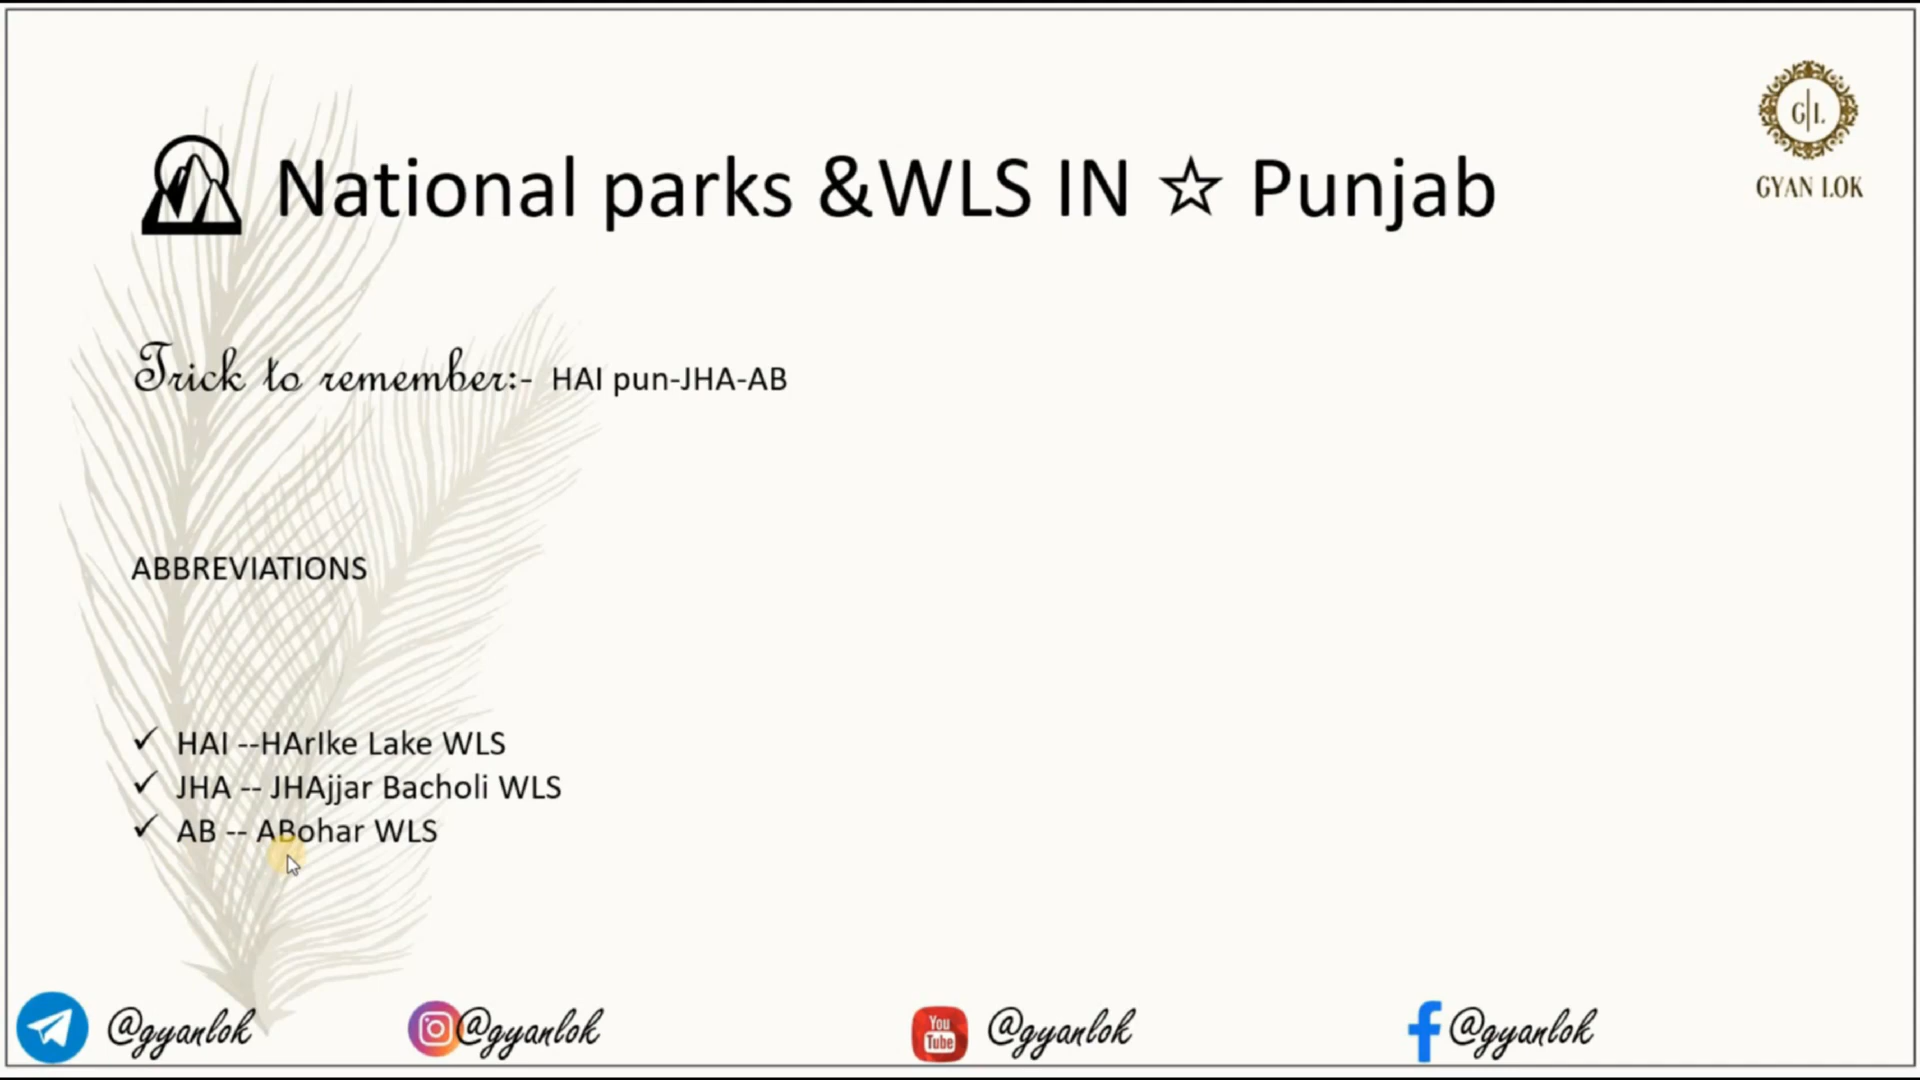 G|L
GYAN LOK
National parks &WLS IN ☆ Punjab
Trick to remember:- HAI pun-JHA-AB
ABBREVIATIONS
✓ HAI --HArIke Lake WLS
✓ JHA -- JHAjjar Bacholi WLS
✓ AB -- ABohar WLS
@gyanlok @gyanlok You Tube @gyanlok @gyanlok